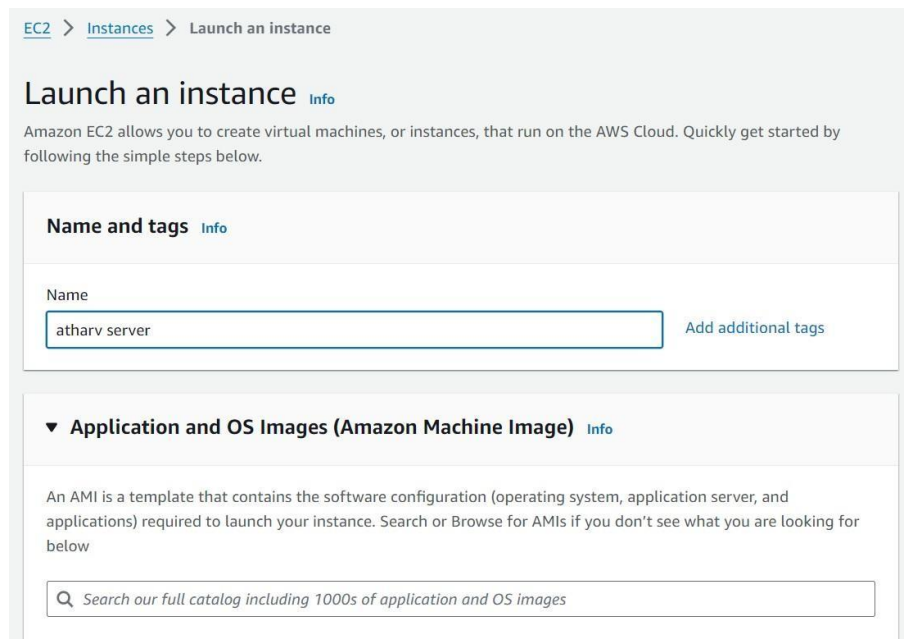 EC2 > Instances > Launch an instance
Launch an instance Info
Amazon EC2 allows you to create virtual machines, or instances, that run on the AWS Cloud. Quickly get started by
following the simple steps below.
Name and tags Info
Name
atharv server
Add additional tags
▼ Application and OS Images (Amazon Machine Image) Info
An AMI is a template that contains the software configuration (operating system, application server, and
applications) required to launch your instance. Search or Browse for AMIs if you don't see what you are looking for
below
Search our full catalog including 1000s of application and OS images